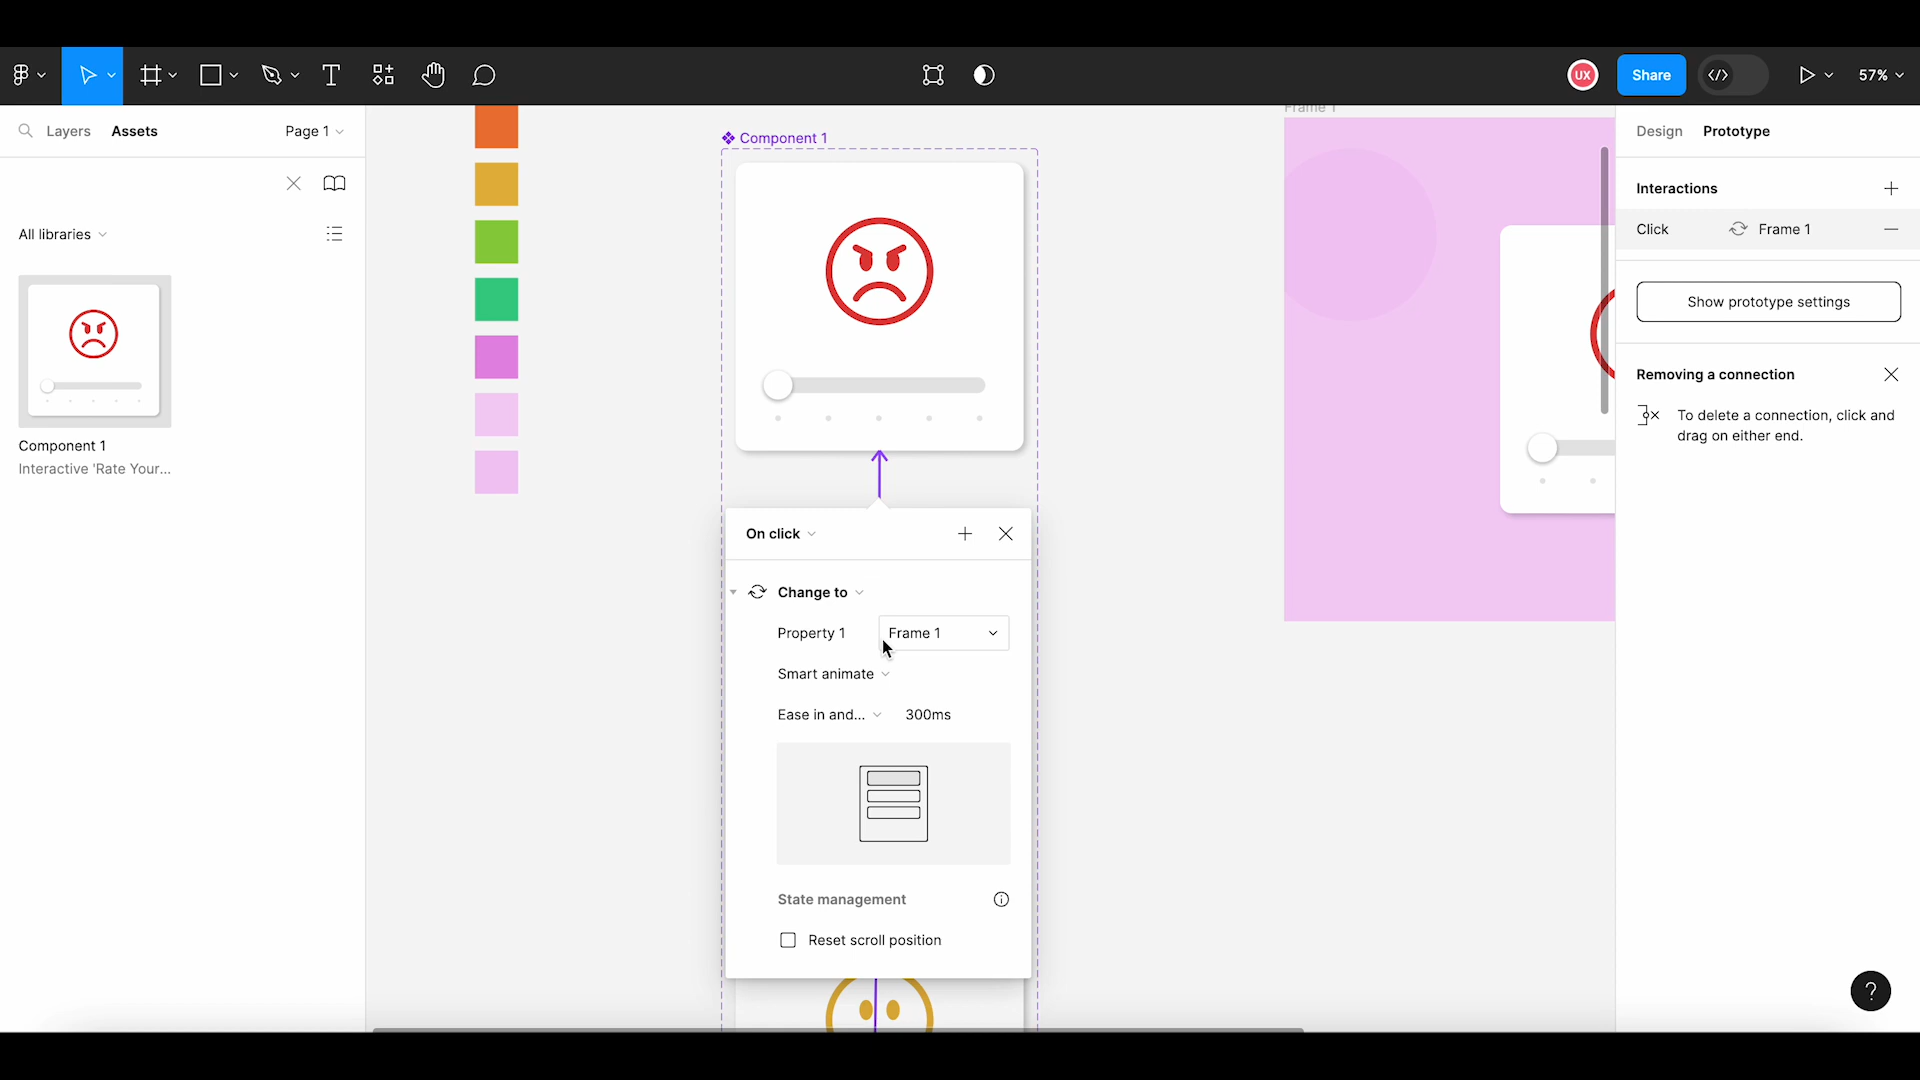 UX
Share
57%
Layers
Assets
Page 1
Component 1
Frame 1
Design
Prototype
All libraries
Interactions
Click
Frame 1
Show prototype settings
Removing a connection
To delete a connection, click and
drag on either end.
Component 1
Interactive 'Rate Your...
On click
Change to
Property 1
Frame 1
Smart animate
Ease in and...
300ms
State management
Reset scroll position
?